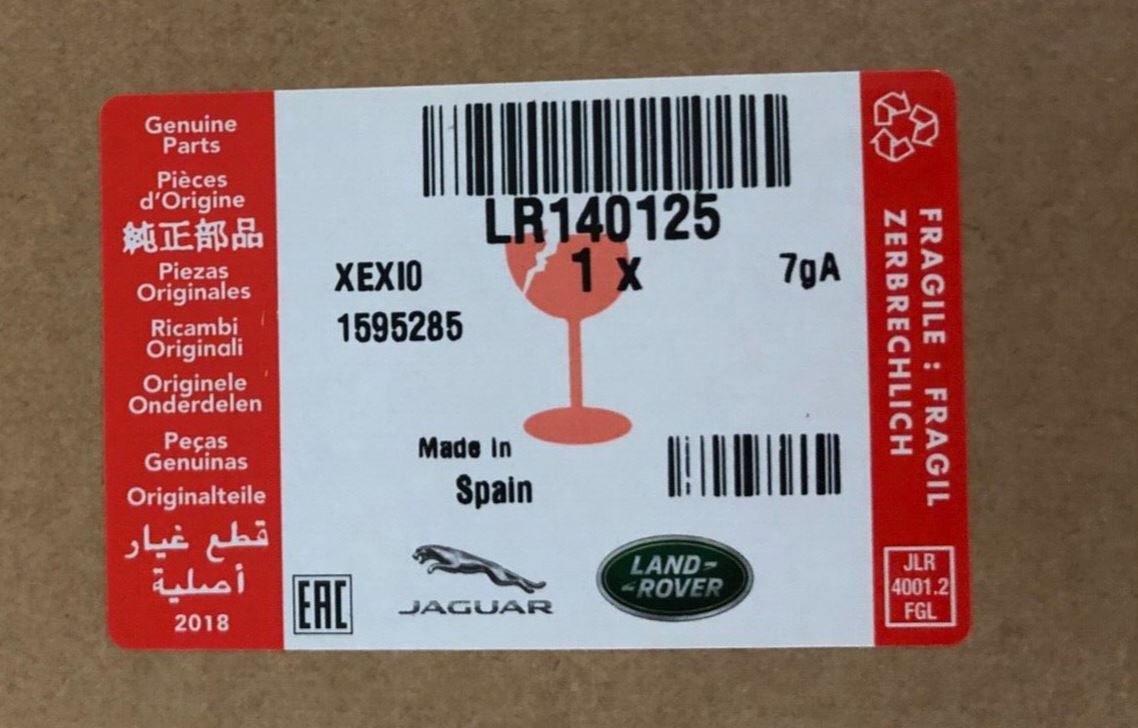 Genuine
Parts
Pièces
d'Origine
純正部品
Piezas
Originales
Ricambi
Originali
Originele
Onderdelen
Peças
Genuinas
Originalteile
قطع غيار
أصلية
2018
LR140125
1 x
XEXIO
7gA
1595285
Made In
Spain
EAC
JAGUAR
LAND-
-ROVER
FRAGILE : FRAGIL
ZERBRECHLICH
JLR
4001.2
FGL